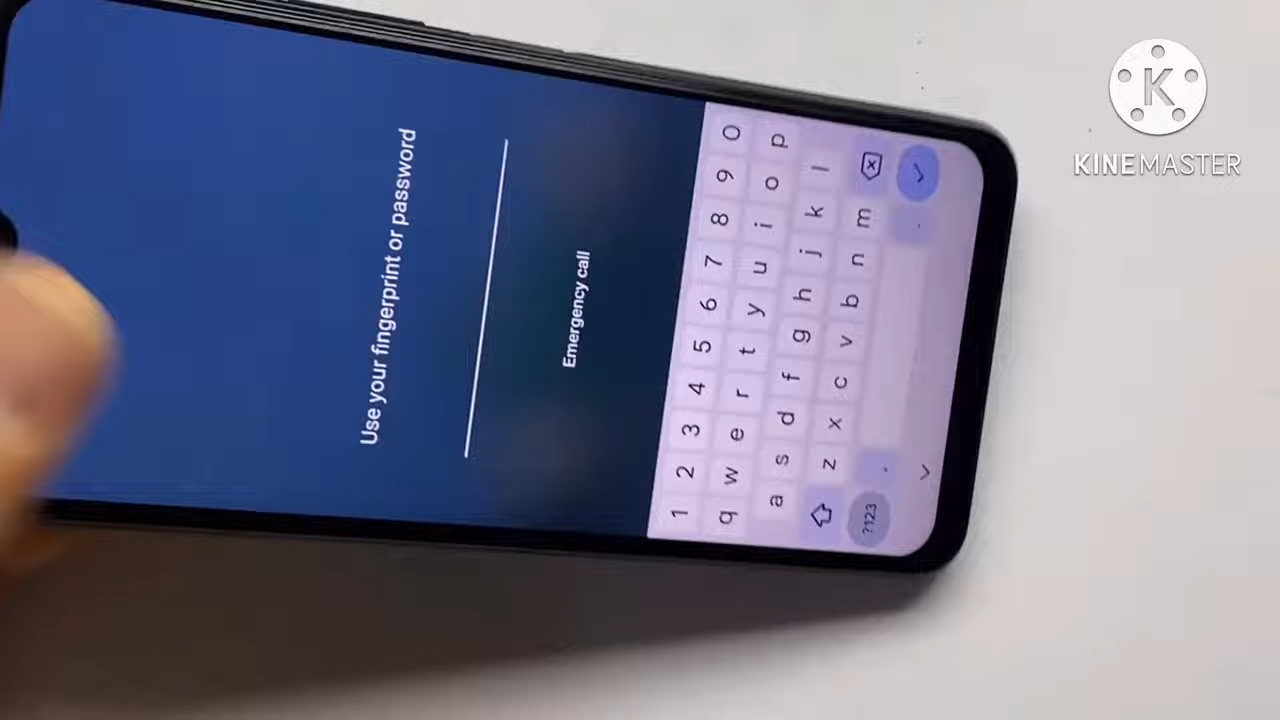 Use your fingerprint or password
Emergency call
1 2 3 4 5 6 7 8 9 0
q w e r t y u i o p
a s d f g h j k l
z x c v b n m
?123 , .
K
KINEMASTER